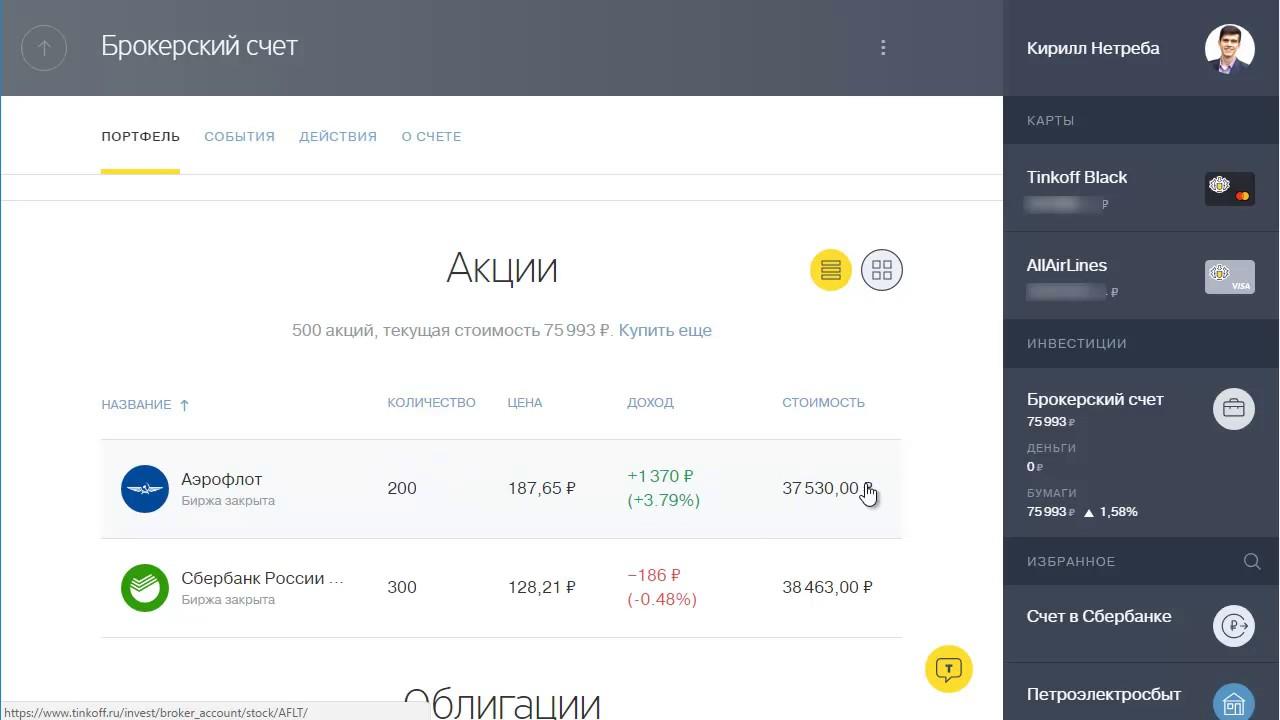 Брокерский счет
ПОРТФЕЛЬ СОБЫТИЯ ДЕЙСТВИЯ О СЧЕТЕ
Акции
500 акций, текущая стоимость 75 993 ₽. Купить еще
НАЗВАНИЕ ↑ КОЛИЧЕСТВО ЦЕНА ДОХОД СТОИМОСТЬ
Аэрофлот
Биржа закрыта
200
187,65 ₽
+1 370 ₽
(+3.79%)
37 530,00 ₽
Сбербанк России ...
Биржа закрыта
300
128,21 ₽
−186 ₽
(-0.48%)
38 463,00 ₽
Облигации
https://www.tinkoff.ru/invest/broker_account/stock/AFLT/
Кирилл Нетреба
КАРТЫ
Tinkoff Black
₽
AllAirLines
₽
VISA
ИНВЕСТИЦИИ
Брокерский счет
75 993 ₽
ДЕНЬГИ
0 ₽
БУМАГИ
75 993 ₽ ▲ 1,58%
ИЗБРАННОЕ
Счет в Сбербанке
Петроэлектросбыт